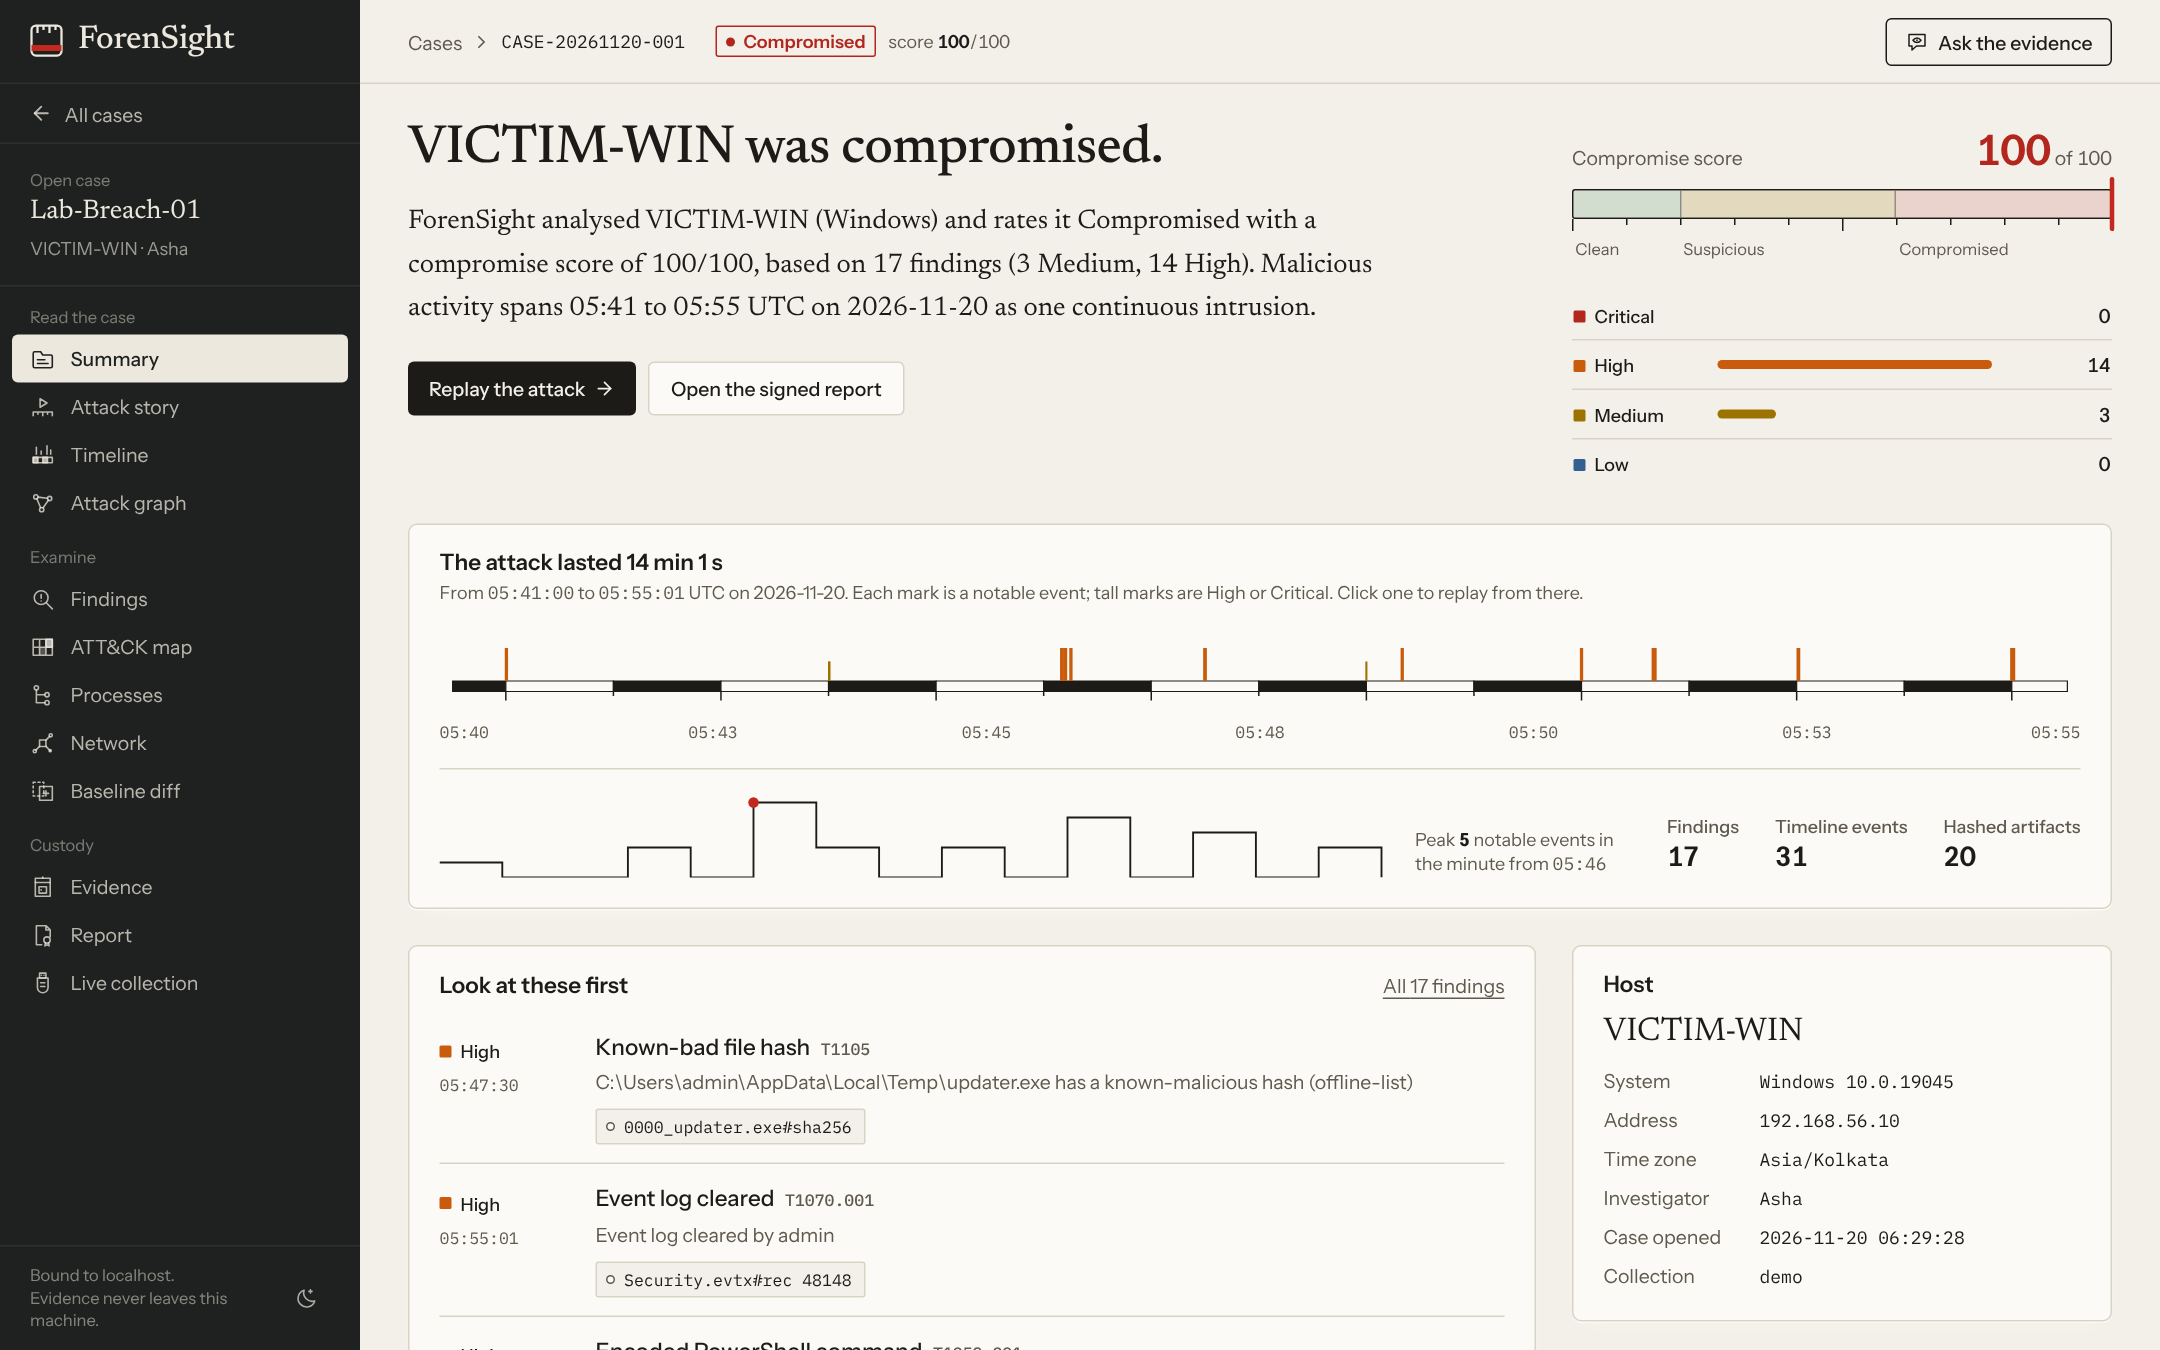 ForenSight
All cases
Open case
Lab-Breach-01
VICTIM-WIN · Asha
Read the case
Summary
Attack story
Timeline
Attack graph
Examine
Findings
ATT&CK map
Processes
Network
Baseline diff
Custody
Evidence
Report
Live collection
Bound to localhost.
Evidence never leaves this
machine.
Cases > CASE-20261120-001 Compromised score 100/100
Ask the evidence
VICTIM-WIN was compromised.
ForenSight analysed VICTIM-WIN (Windows) and rates it Compromised with a
compromise score of 100/100, based on 17 findings (3 Medium, 14 High). Malicious
activity spans 05:41 to 05:55 UTC on 2026-11-20 as one continuous intrusion.
Replay the attack →
Open the signed report
Compromise score 100 of 100
Clean Suspicious Compromised
Critical 0
High 14
Medium 3
Low 0
The attack lasted 14 min 1 s
From 05:41:00 to 05:55:01 UTC on 2026-11-20. Each mark is a notable event; tall marks are High or Critical. Click one to replay from there.
05:40 05:43 05:45 05:48 05:50 05:53 05:55
Peak 5 notable events in
the minute from 05:46
Findings
17
Timeline events
31
Hashed artifacts
20
Look at these first
All 17 findings
High
05:47:30
Known-bad file hash T1105
C:\Users\admin\AppData\Local\Temp\updater.exe has a known-malicious hash (offline-list)
0000_updater.exe#sha256
High
05:55:01
Event log cleared T1070.001
Event log cleared by admin
Security.evtx#rec 48148
High
Encoded PowerShell command T1059.001
Host
VICTIM-WIN
System Windows 10.0.19045
Address 192.168.56.10
Time zone Asia/Kolkata
Investigator Asha
Case opened 2026-11-20 06:29:28
Collection demo